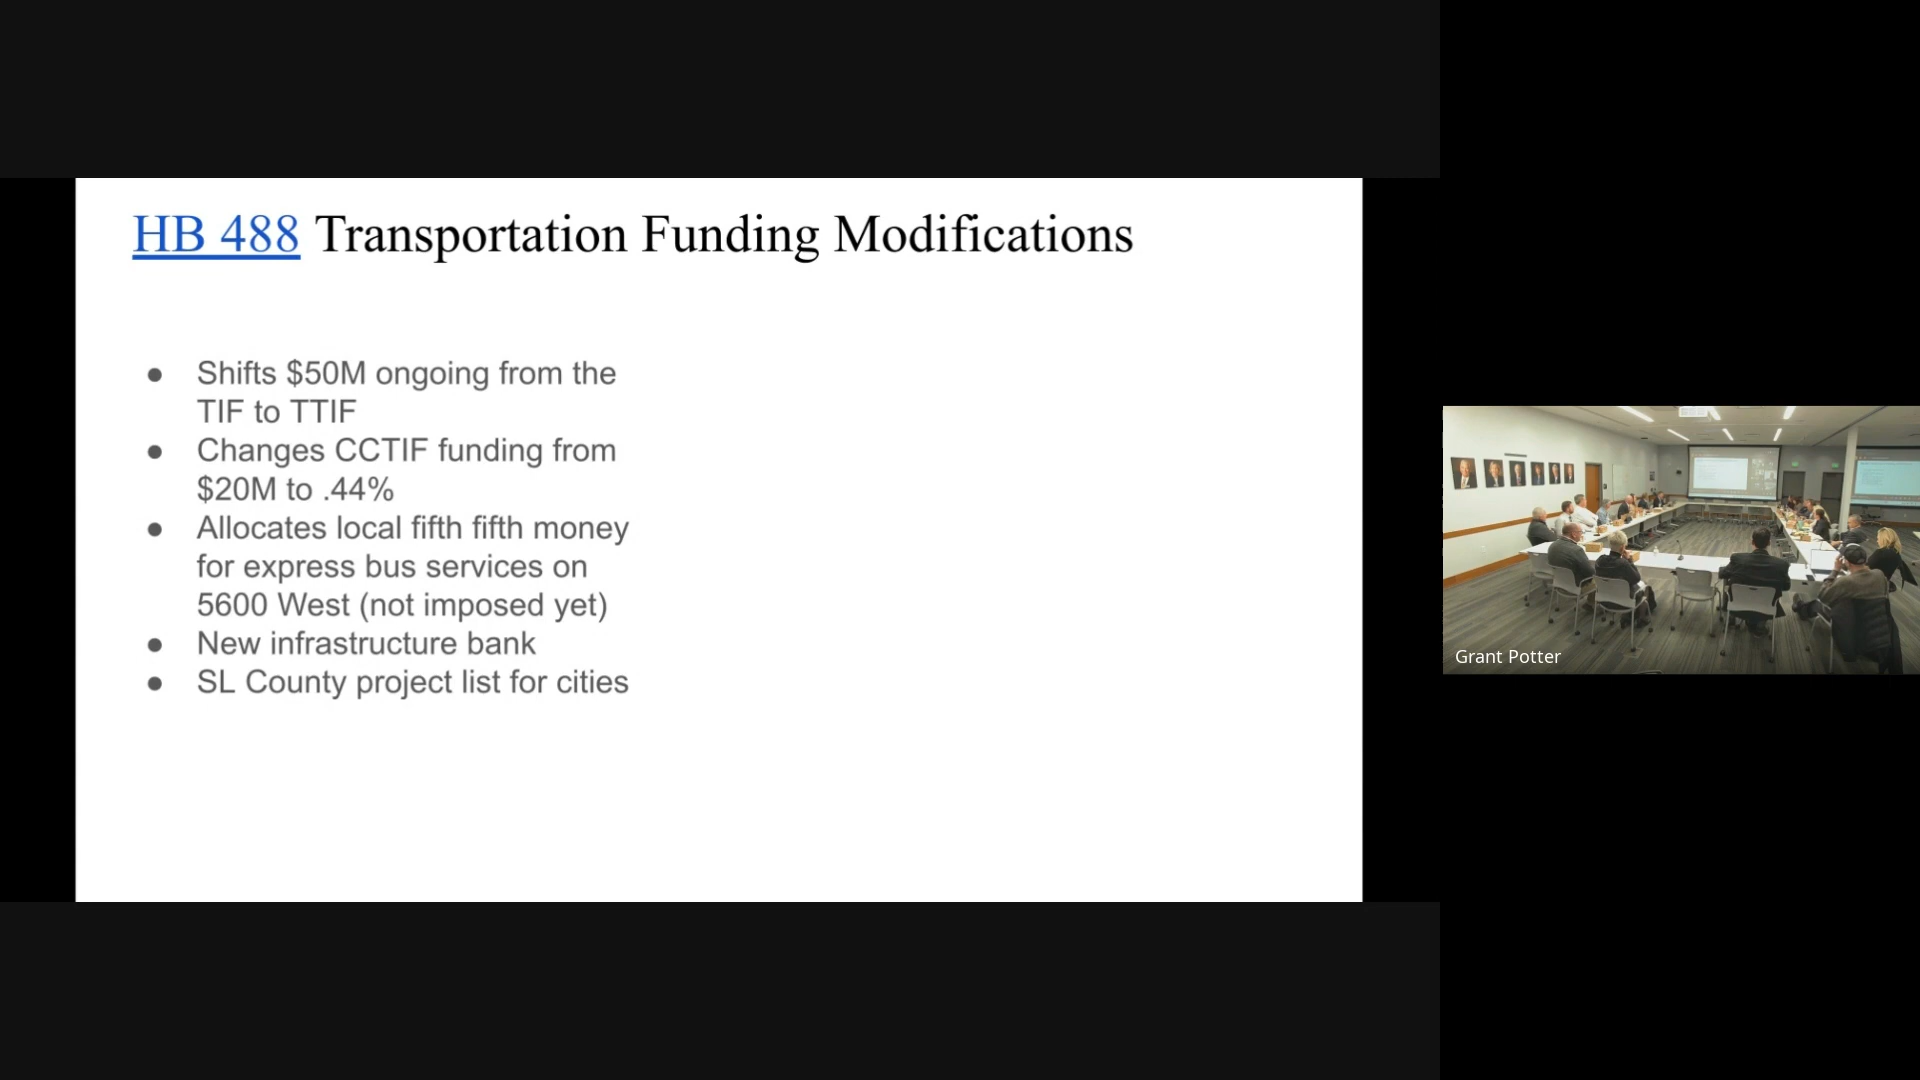 HB 488 Transportation Funding Modifications
● Shifts $50M ongoing from the
TIF to TTIF
● Changes CCTIF funding from
$20M to .44%
● Allocates local fifth fifth money
for express bus services on
5600 West (not imposed yet)
● New infrastructure bank
● SL County project list for cities
Grant Potter